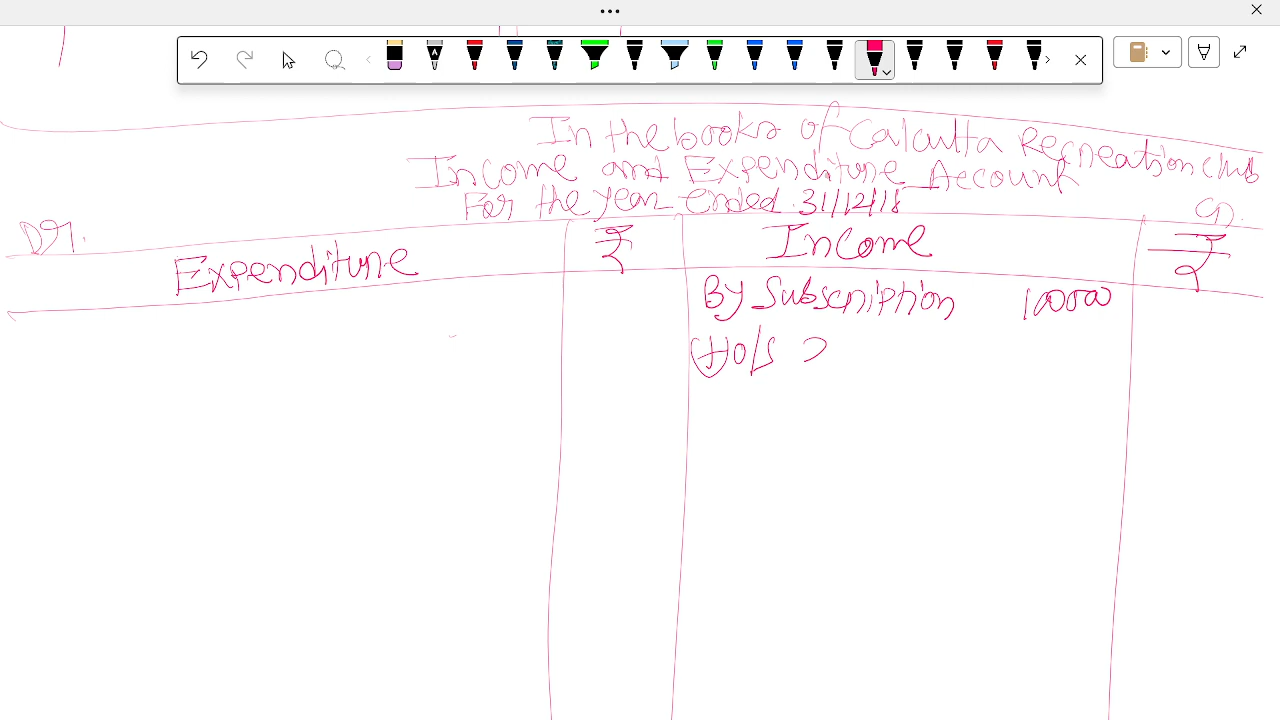 In the books of Calcutta Recreation Club
Income and Expenditure Account
For the year ended 31/12/18
Dr. Cr.
Expenditure ₹ Income ₹
By Subscription 10000
(+) O/S 2